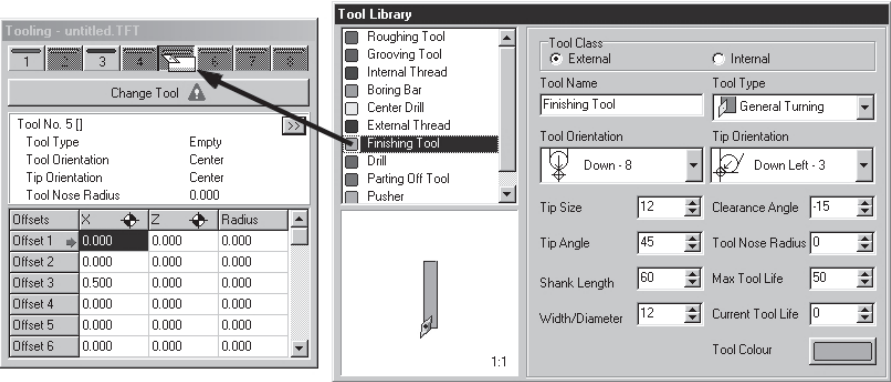 Tooling - untitled.TFT
1 2 3 4 6 7 8
Change Tool
Tool No. 5 []
>>
Tool Type Empty
Tool Orientation Center
Tip Orientation Center
Tool Nose Radius 0.000
Offsets X Z Radius
Offset 1 0.000 0.000 0.000
Offset 2 0.000 0.000 0.000
Offset 3 0.500 0.000 0.000
Offset 4 0.000 0.000 0.000
Offset 5 0.000 0.000 0.000
Offset 6 0.000 0.000 0.000
Tool Library
Roughing Tool
Grooving Tool
Internal Thread
Boring Bar
Center Drill
External Thread
Finishing Tool
Drill
Parting Off Tool
Pusher
1:1
Tool Class
External Internal
Tool Name Tool Type
Finishing Tool General Turning
Tool Orientation Tip Orientation
Down - 8 Down Left - 3
Tip Size 12 Clearance Angle -15
Tip Angle 45 Tool Nose Radius 0
Shank Length 60 Max Tool Life 50
Width/Diameter 12 Current Tool Life 0
Tool Colour